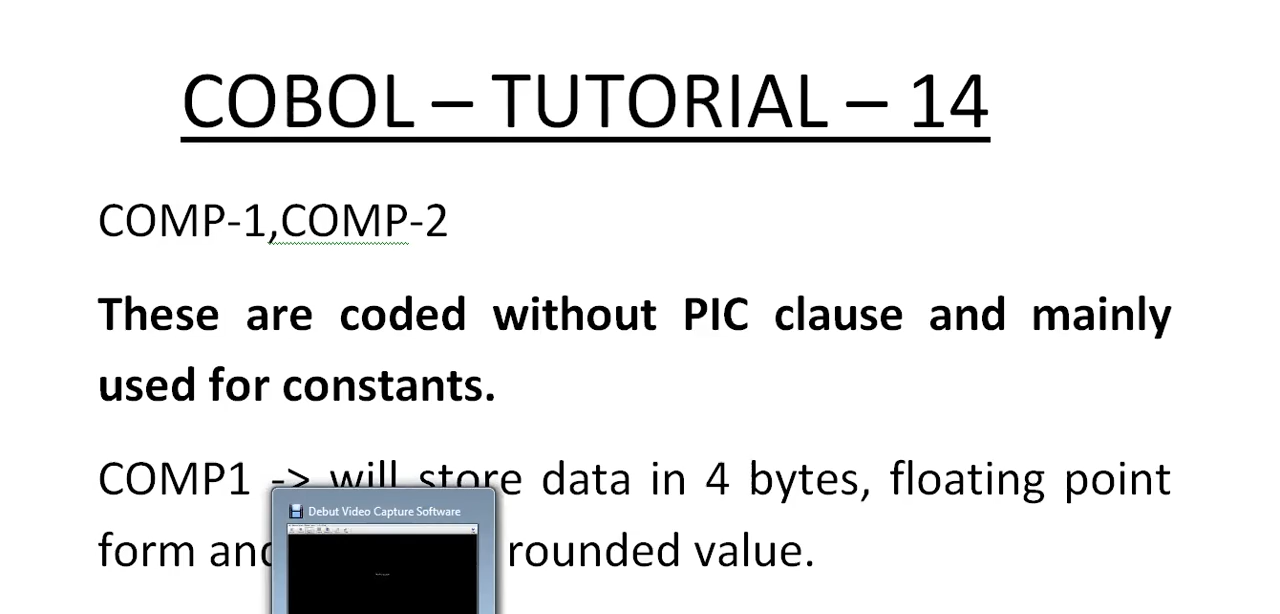 COBOL – TUTORIAL – 14
COMP-1,COMP-2
These are coded without PIC clause and mainly
used for constants.
COMP1 -> will store data in 4 bytes, floating point
form and rounded value.
Debut Video Capture Software